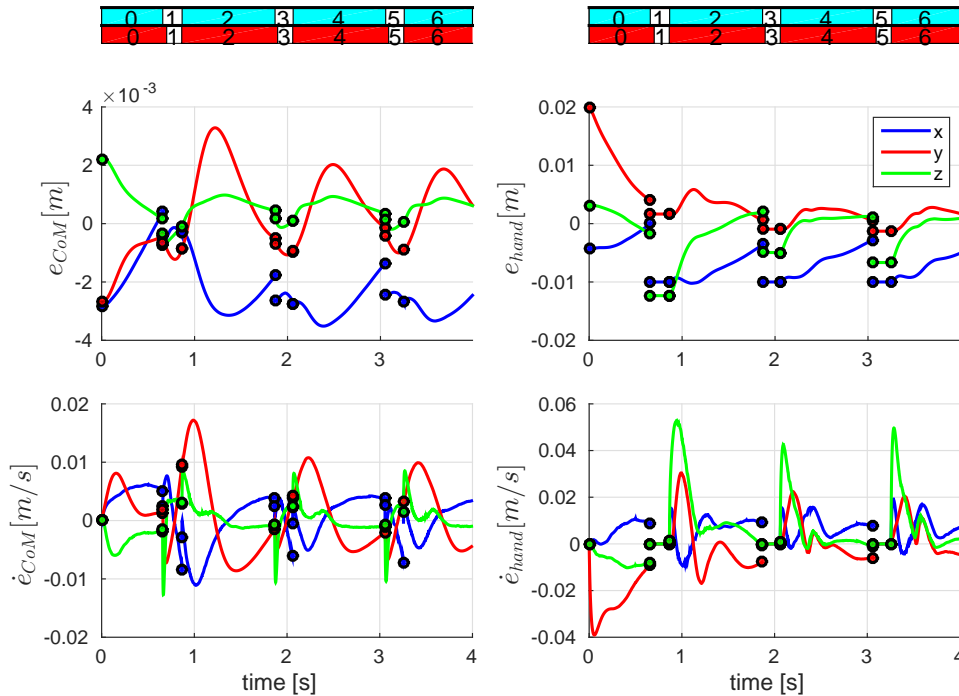 0 1 2 3 4 5 6
0 1 2 3 4 5 6
0 1 2 3 4 5 6
0 1 2 3 4 5 6
×10⁻³
4
2
0
-2
-4
e_CoM [m]
0 1 2 3 4
0.02
0.01
0
-0.01
-0.02
e_hand [m]
x
y
z
0 1 2 3 4
0.02
0.01
0
-0.01
-0.02
ė_CoM [m/s]
0 1 2 3 4
time [s]
0.06
0.04
0.02
0
-0.02
-0.04
ė_hand [m/s]
0 1 2 3 4
time [s]